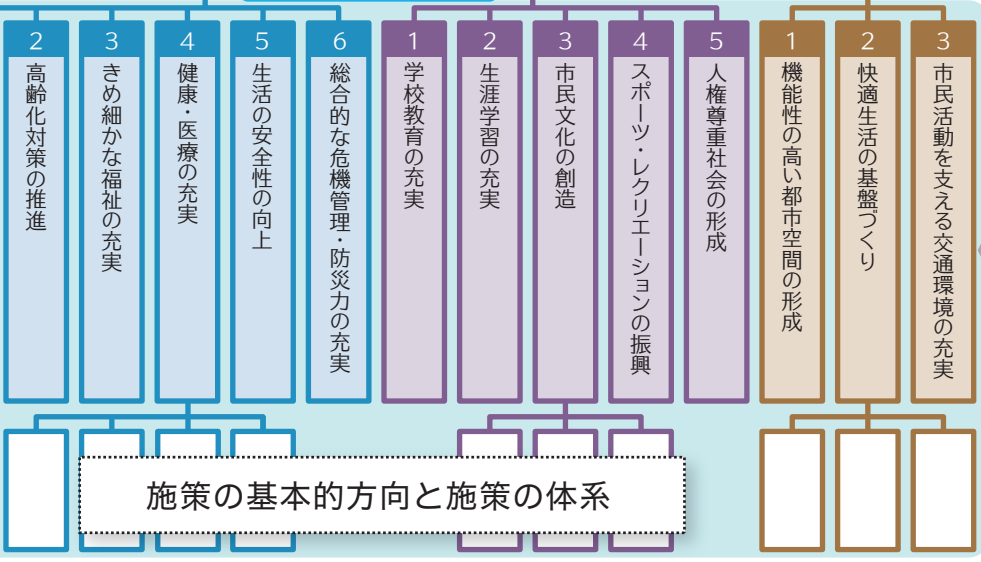 2
高齢化対策の推進
3
きめ細かな福祉の充実
4
健康・医療の充実
5
生活の安全性の向上
6
総合的な危機管理・防災力の充実
1
学校教育の充実
2
生涯学習の充実
3
市民文化の創造
4
スポーツ・レクリエーションの振興
5
人権尊重社会の形成
1
機能性の高い都市空間の形成
2
快適生活の基盤づくり
3
市民活動を支える交通環境の充実
施策の基本的方向と施策の体系